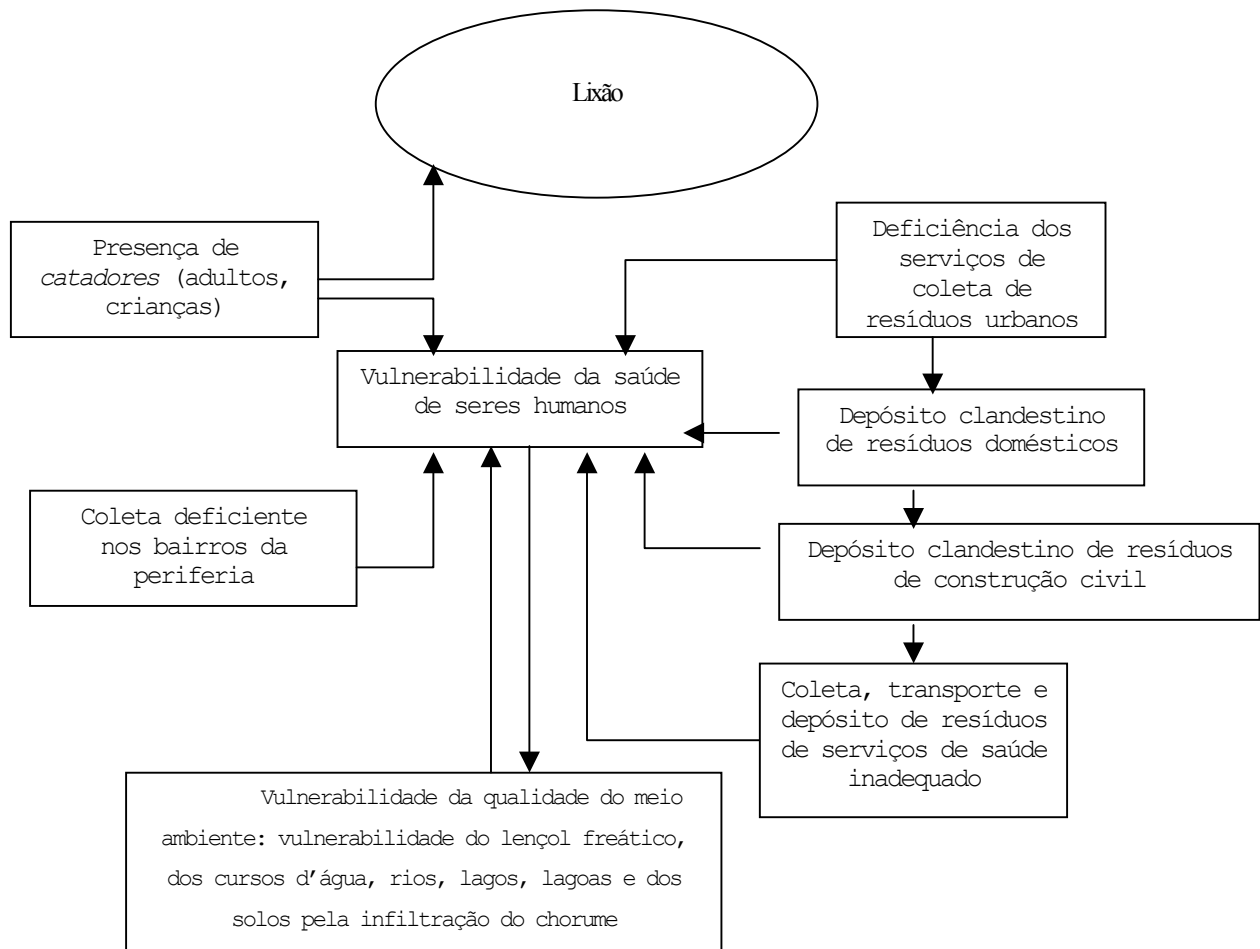 Lixão
Presença de
catadores (adultos,
crianças)
Deficiência dos
serviços de
coleta de
resíduos urbanos
Vulnerabilidade da saúde
de seres humanos
Depósito clandestino
de resíduos domésticos
Coleta deficiente
nos bairros da
periferia
Depósito clandestino de resíduos
de construção civil
Coleta, transporte e
depósito de resíduos
de serviços de saúde
inadequado
Vulnerabilidade da qualidade do meio
ambiente: vulnerabilidade do lençol freático,
dos cursos d’água, rios, lagos, lagoas e dos
solos pela infiltração do chorume